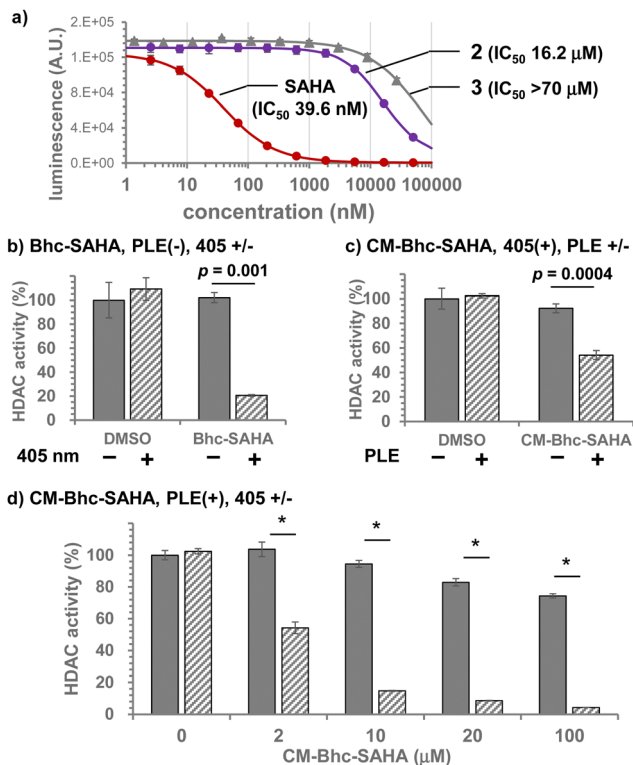 a)
luminescence (A.U.)
2.E+05
1.E+05
8.E+04
4.E+04
0.E+00
1 10 100 1000 10000 100000
concentration (nM)
SAHA
(IC50 39.6 nM)
2 (IC50 16.2 μM)
3 (IC50 >70 μM)
b) Bhc-SAHA, PLE(-), 405 +/-
HDAC activity (%)
100
80
60
40
20
0
p = 0.001
DMSO Bhc-SAHA
405 nm − + − +
c) CM-Bhc-SAHA, 405(+), PLE +/-
HDAC activity (%)
100
80
60
40
20
0
p = 0.0004
DMSO CM-Bhc-SAHA
PLE − + − +
d) CM-Bhc-SAHA, PLE(+), 405 +/-
HDAC activity (%)
100
80
60
40
20
0
* * * *
0 2 10 20 100
CM-Bhc-SAHA (μM)